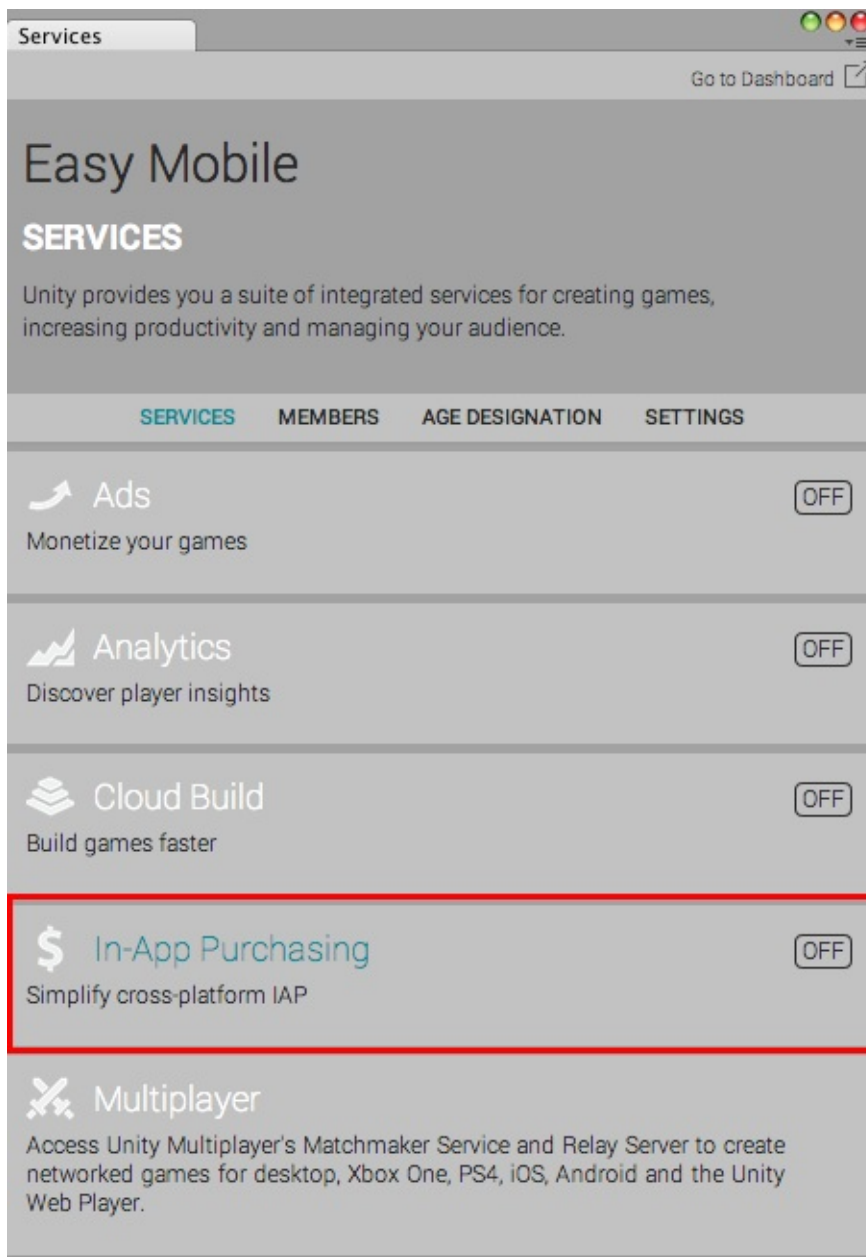 Services
Go to Dashboard
Easy Mobile
SERVICES
Unity provides you a suite of integrated services for creating games,
increasing productivity and managing your audience.
SERVICES MEMBERS AGE DESIGNATION SETTINGS
Ads OFF
Monetize your games
Analytics OFF
Discover player insights
Cloud Build OFF
Build games faster
In-App Purchasing OFF
Simplify cross-platform IAP
Multiplayer
Access Unity Multiplayer's Matchmaker Service and Relay Server to create
networked games for desktop, Xbox One, PS4, iOS, Android and the Unity
Web Player.